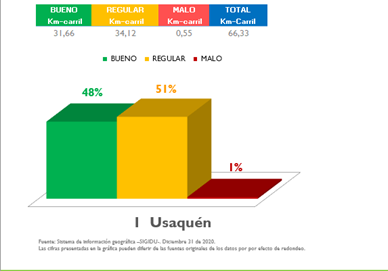 BUENO REGULAR MALO TOTAL
Km-carril Km-Carril Km-carril Km-Carril
31,66 34,12 0,55 66,33
BUENO REGULAR MALO
51%
48%
1%
1 Usaquén
Fuente: Sistema de información geográfica –SIGIDU-. Diciembre 31 de 2020.
Las cifras presentadas en la gráfica pueden diferir de las fuentes originales de los datos por por efecto de redondeo.